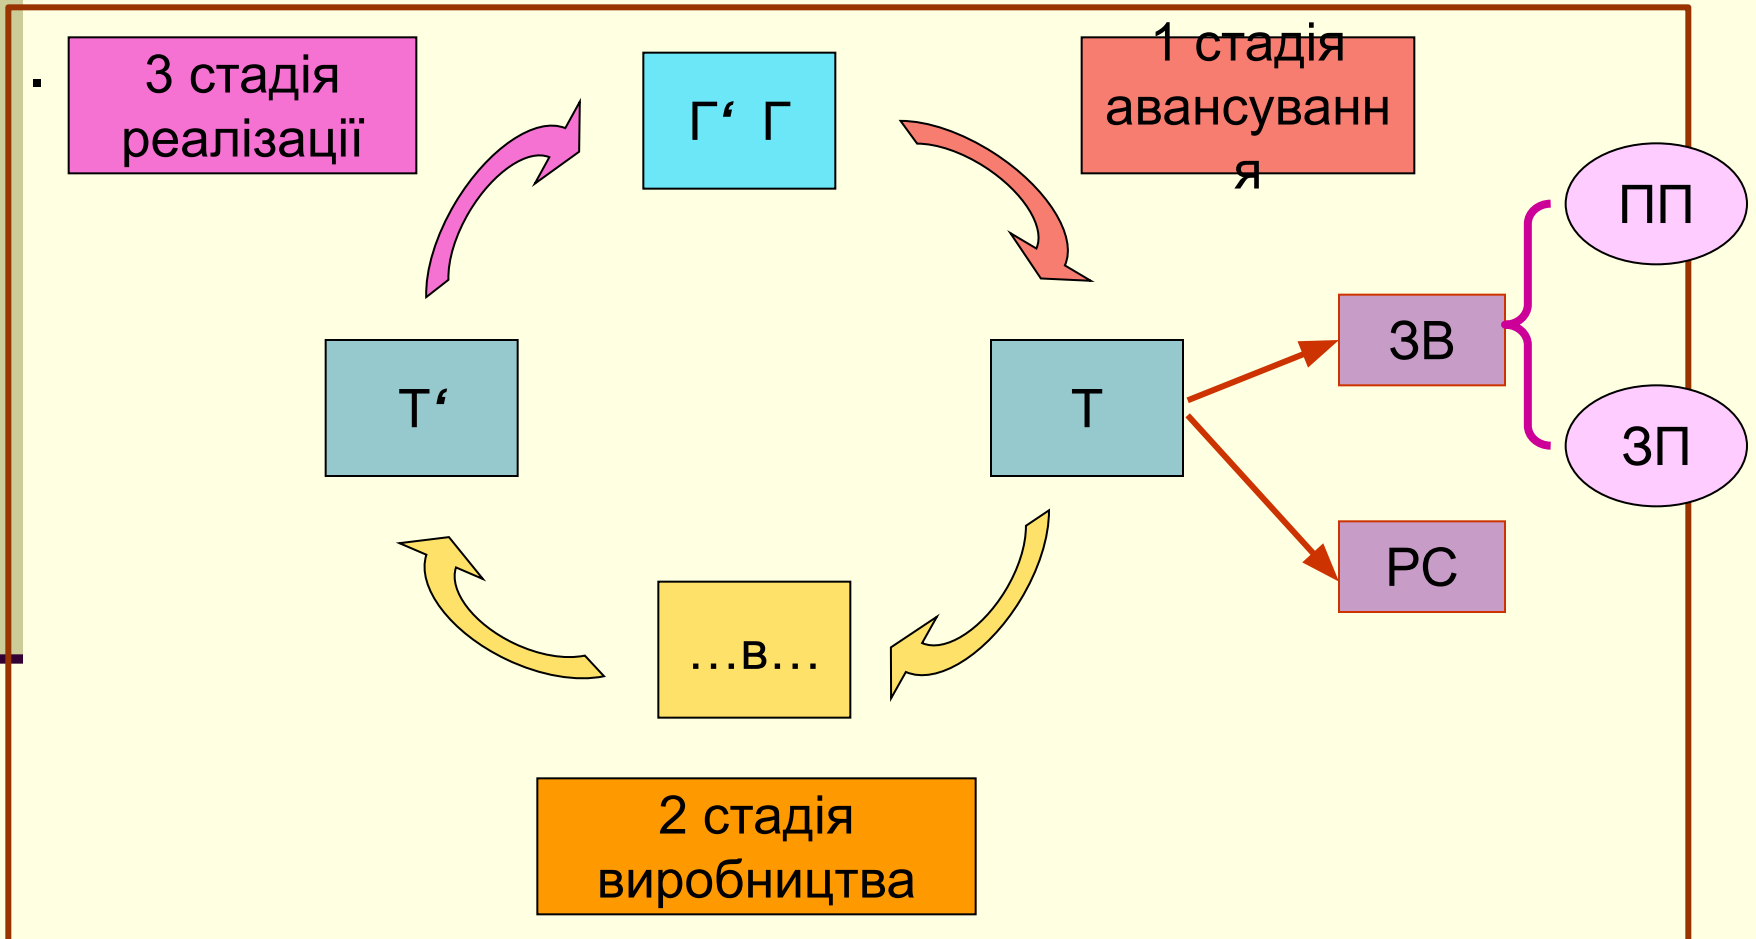 3 стадія
реалізації
Г‘ Г
1 стадія
авансуванн
я
ПП
ЗВ
Т‘
Т
ЗП
РС
…в…
2 стадія
виробництва